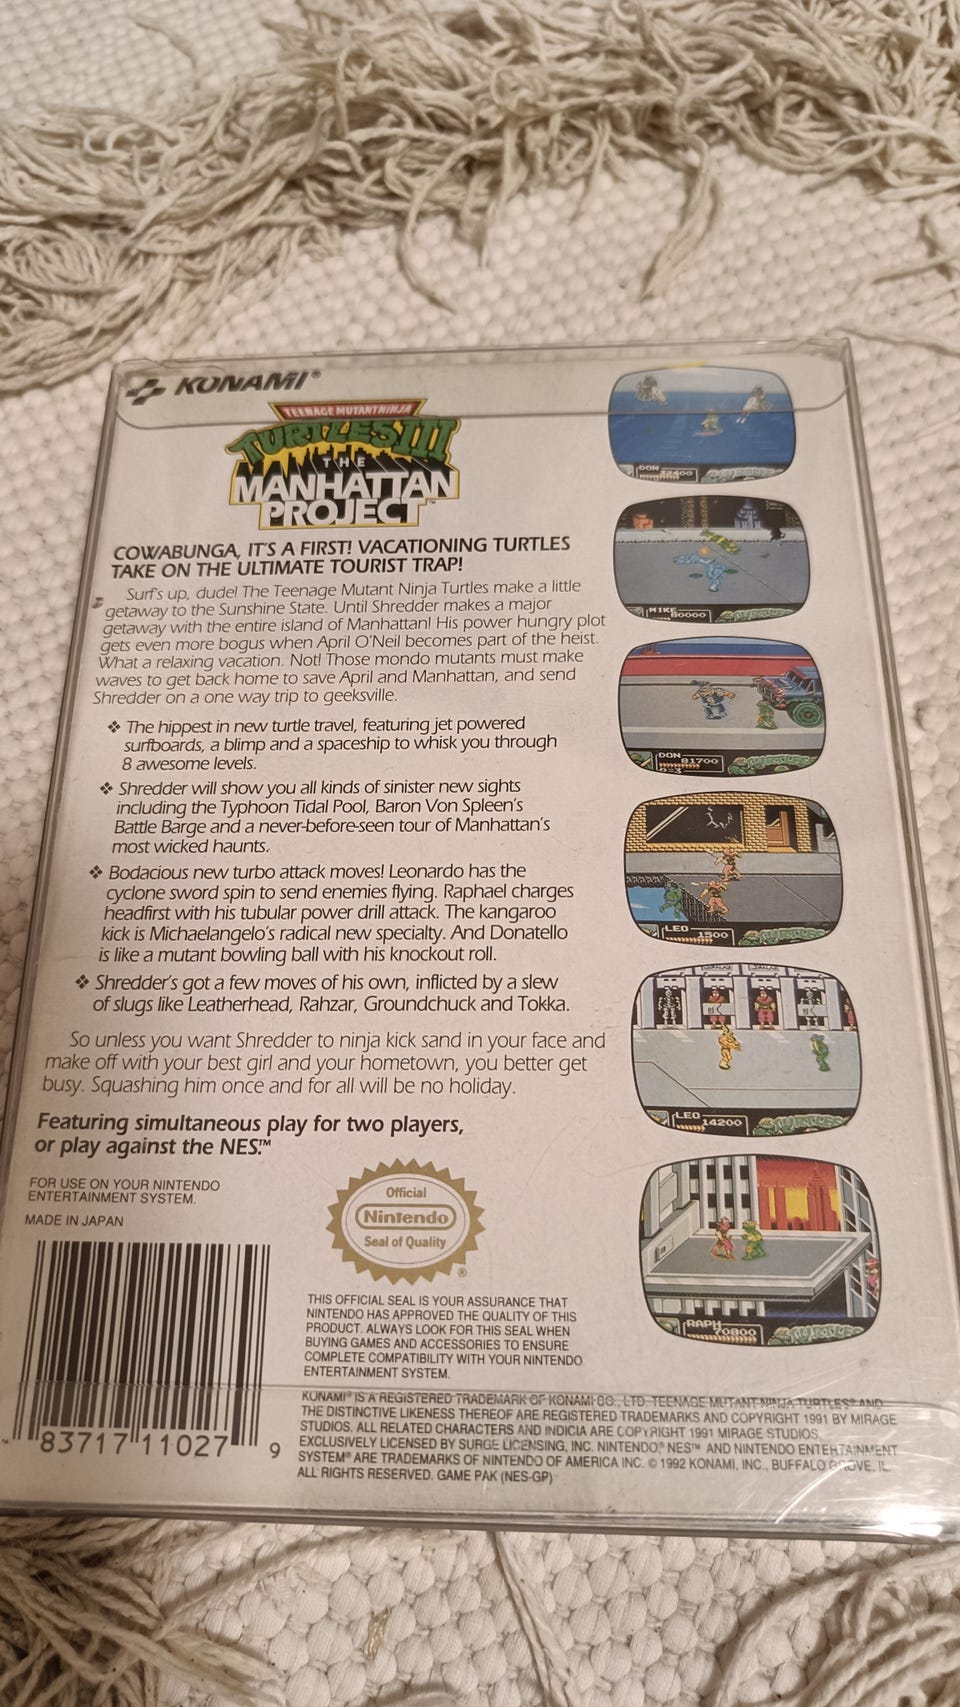 KONAMI®
TEENAGE MUTANT NINJA
TURTLES III
THE
MANHATTAN
PROJECT™
COWABUNGA, IT'S A FIRST! VACATIONING TURTLES
TAKE ON THE ULTIMATE TOURIST TRAP!
Surf's up, dude! The Teenage Mutant Ninja Turtles make a little
getaway to the Sunshine State. Until Shredder makes a major
getaway with the entire island of Manhattan! His power hungry plot
gets even more bogus when April O'Neil becomes part of the heist.
What a relaxing vacation. Not! Those mondo mutants must make
waves to get back home to save April and Manhattan, and send
Shredder on a one way trip to geeksville.
❖ The hippest in new turtle travel, featuring jet powered
surfboards, a blimp and a spaceship to whisk you through
8 awesome levels.
❖ Shredder will show you all kinds of sinister new sights
including the Typhoon Tidal Pool, Baron Von Spleen's
Battle Barge and a never-before-seen tour of Manhattan's
most wicked haunts.
❖ Bodacious new turbo attack moves! Leonardo has the
cyclone sword spin to send enemies flying. Raphael charges
headfirst with his tubular power drill attack. The kangaroo
kick is Michaelangelo's radical new specialty. And Donatello
is like a mutant bowling ball with his knockout roll.
❖ Shredder's got a few moves of his own, inflicted by a slew
of slugs like Leatherhead, Rahzar, Groundchuck and Tokka.
So unless you want Shredder to ninja kick sand in your face and
make off with your best girl and your hometown, you better get
busy. Squashing him once and for all will be no holiday.
Featuring simultaneous play for two players,
or play against the NES.™
FOR USE ON YOUR NINTENDO
ENTERTAINMENT SYSTEM.
MADE IN JAPAN
83717 11027 9
Official
Nintendo
Seal of Quality
®
THIS OFFICIAL SEAL IS YOUR ASSURANCE THAT
NINTENDO HAS APPROVED THE QUALITY OF THIS
PRODUCT. ALWAYS LOOK FOR THIS SEAL WHEN
BUYING GAMES AND ACCESSORIES TO ENSURE
COMPLETE COMPATIBILITY WITH YOUR NINTENDO
ENTERTAINMENT SYSTEM.
KONAMI® IS A REGISTERED TRADEMARK OF KONAMI CO., LTD. TEENAGE MUTANT NINJA TURTLES® AND
THE DISTINCTIVE LIKENESS THEREOF ARE REGISTERED TRADEMARKS AND COPYRIGHT 1991 BY MIRAGE
STUDIOS. ALL RELATED CHARACTERS AND INDICIA ARE COPYRIGHT 1991 MIRAGE STUDIOS,
EXCLUSIVELY LICENSED BY SURGE LICENSING, INC. NINTENDO,® NES™ AND NINTENDO ENTERTAINMENT
SYSTEM® ARE TRADEMARKS OF NINTENDO OF AMERICA INC. © 1992 KONAMI, INC., BUFFALO GROVE, IL.
ALL RIGHTS RESERVED. GAME PAK (NES-GP)
DON
32400
MIKE
80000
DON
81700
LEO
1500
LEO
14200
RAPH
70800